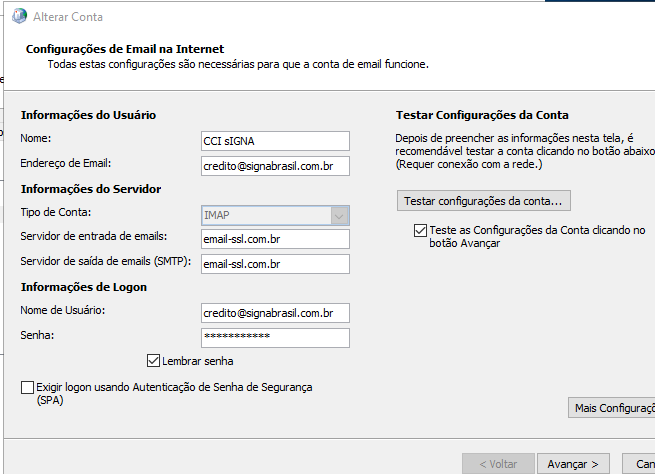 Alterar Conta
Configurações de Email na Internet
Todas estas configurações são necessárias para que a conta de email funcione.
Informações do Usuário
Nome:
CCI sIGNA
Endereço de Email:
credito@signabrasil.com.br
Informações do Servidor
Tipo de Conta:
IMAP
Servidor de entrada de emails:
email-ssl.com.br
Servidor de saída de emails (SMTP):
email-ssl.com.br
Informações de Logon
Nome de Usuário:
credito@signabrasil.com.br
Senha:
***********
Lembrar senha
Exigir logon usando Autenticação de Senha de Segurança
(SPA)
Testar Configurações da Conta
Depois de preencher as informações nesta tela, é
recomendável testar a conta clicando no botão abaixo
(Requer conexão com a rede.)
Testar configurações da conta...
Teste as Configurações da Conta clicando no
botão Avançar
Mais Configuraç
< Voltar
Avançar >
Can